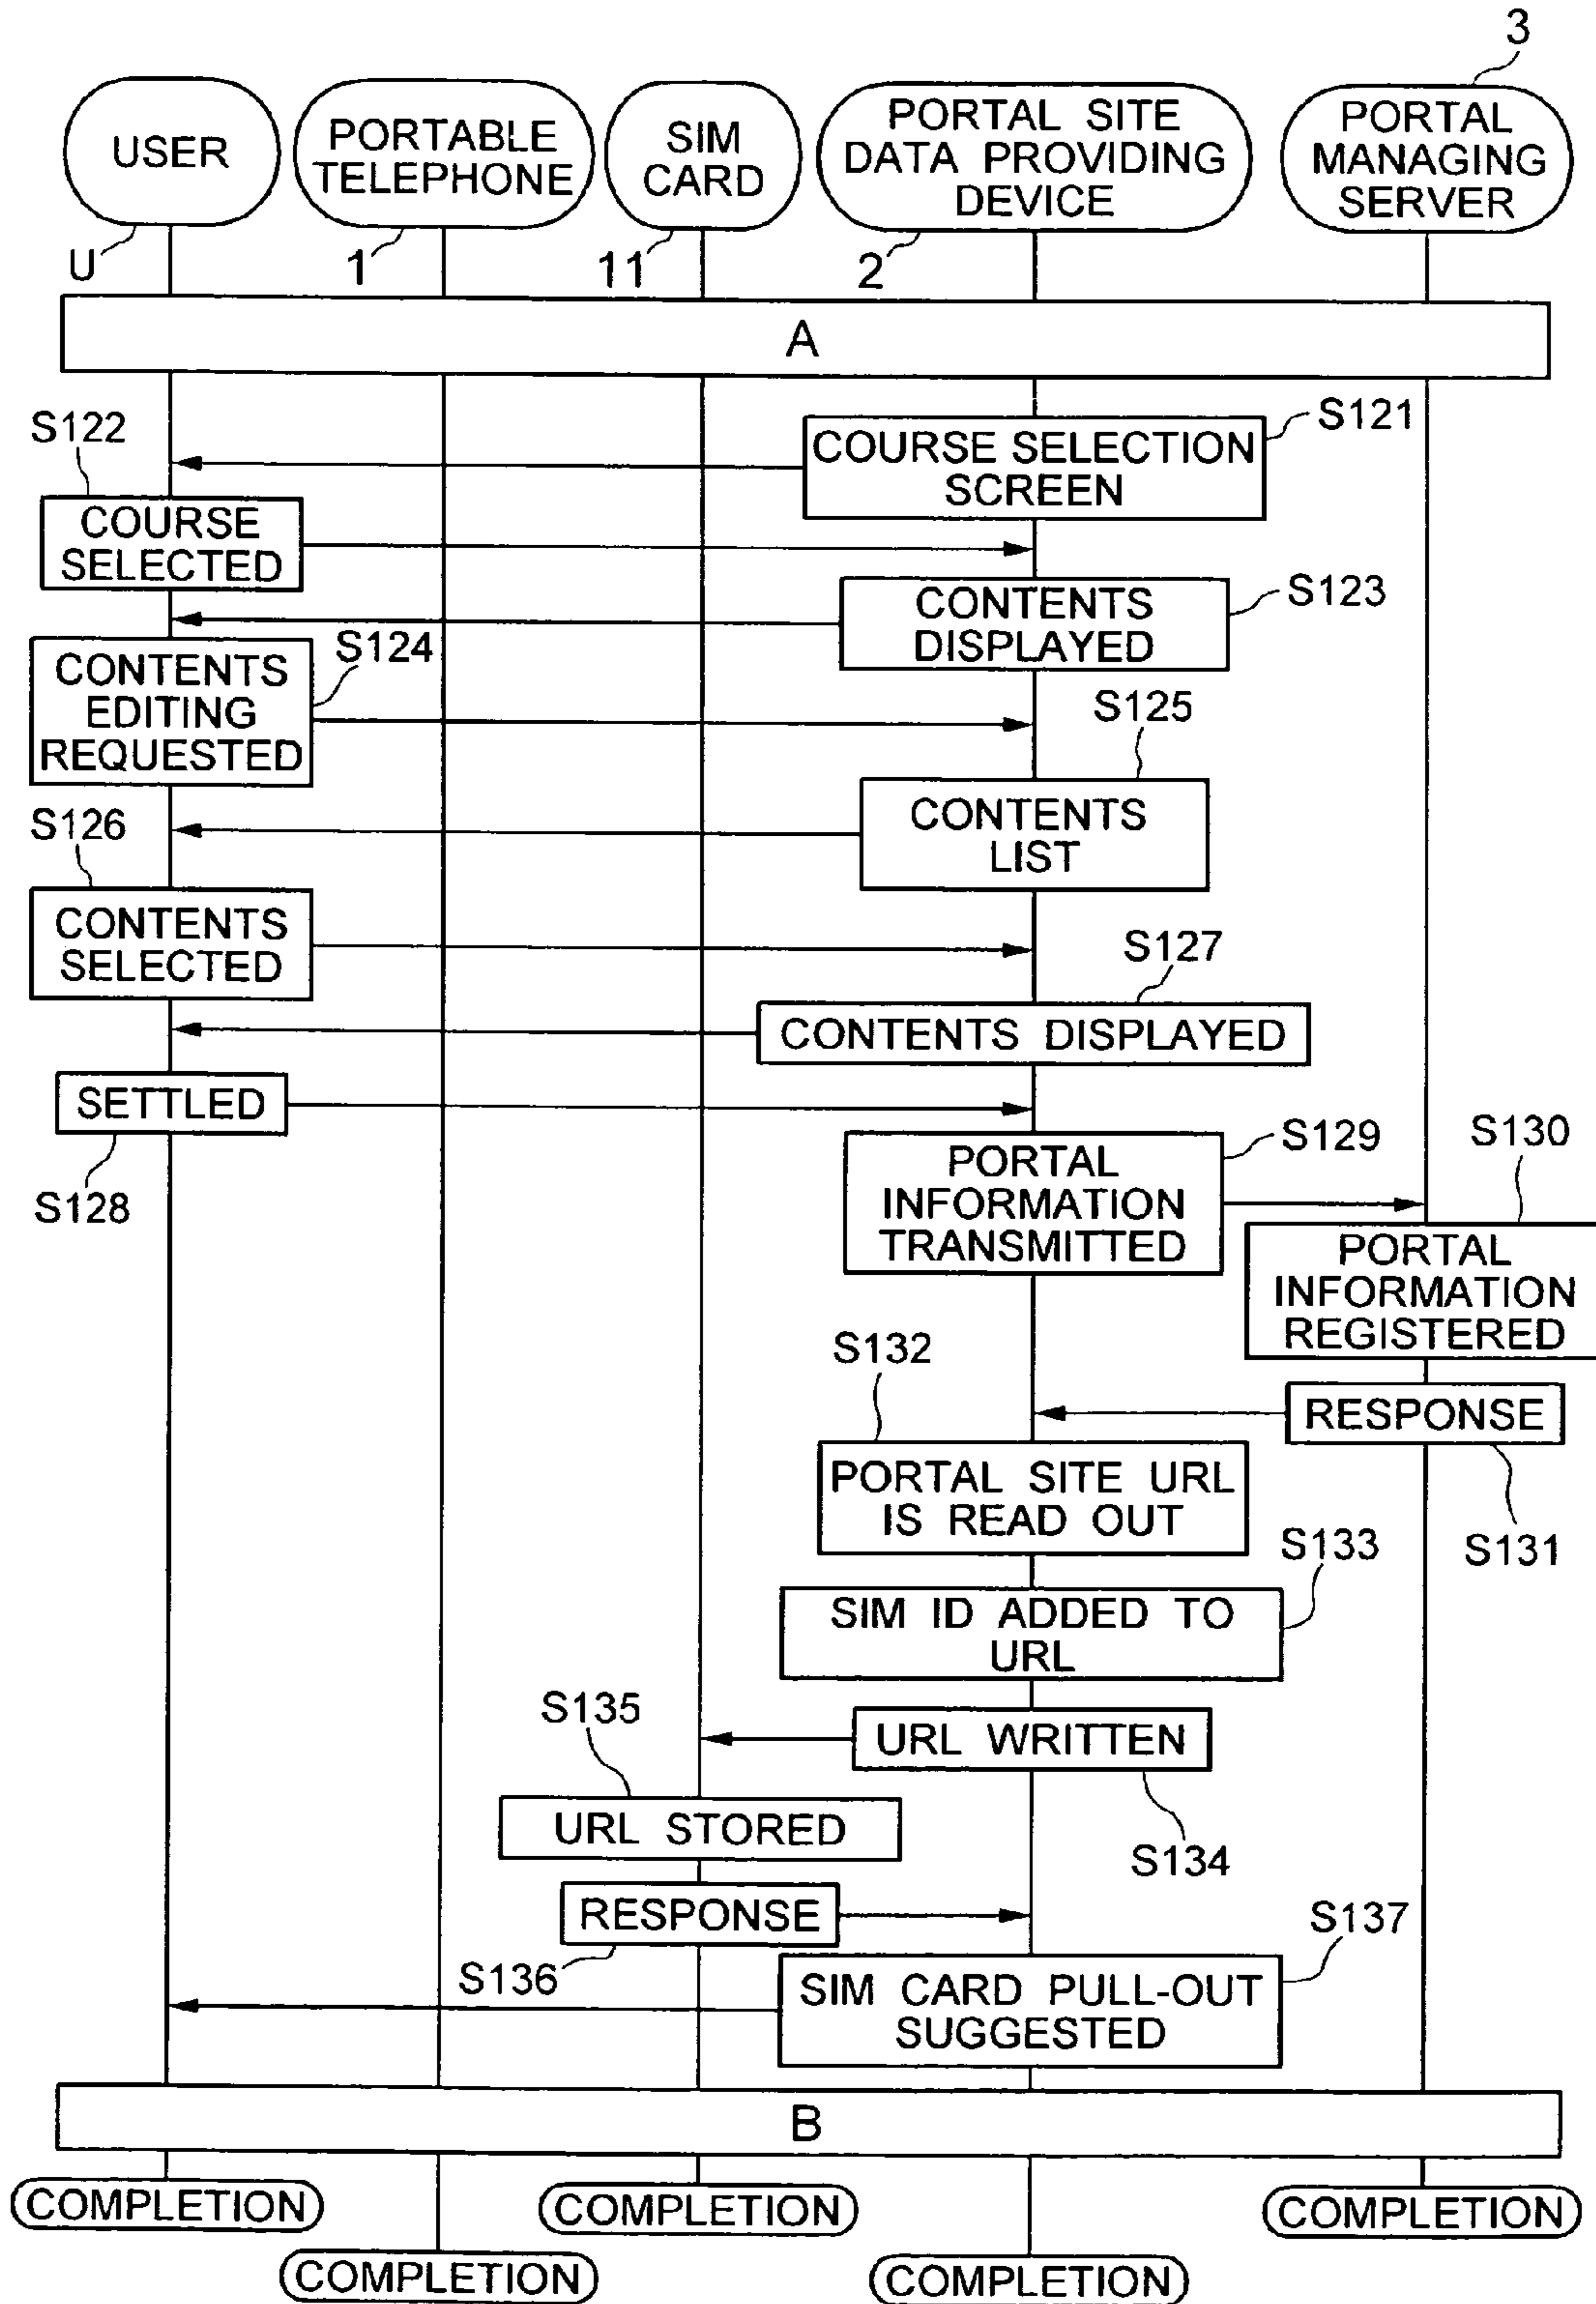 3
USER
PORTABLE
TELEPHONE
SIM
CARD
PORTAL SITE
DATA PROVIDING
DEVICE
PORTAL
MANAGING
SERVER
U
1
11
2
A
S121
COURSE SELECTION
SCREEN
S122
COURSE
SELECTED
S123
CONTENTS
DISPLAYED
S124
CONTENTS
EDITING
REQUESTED
S125
CONTENTS
LIST
S126
CONTENTS
SELECTED
S127
CONTENTS DISPLAYED
SETTLED
S128
S129
PORTAL
INFORMATION
TRANSMITTED
S130
PORTAL
INFORMATION
REGISTERED
RESPONSE
S131
S132
PORTAL SITE URL
IS READ OUT
S133
SIM ID ADDED TO
URL
URL WRITTEN
S134
S135
URL STORED
RESPONSE
S136
S137
SIM CARD PULL-OUT
SUGGESTED
B
COMPLETION
COMPLETION
COMPLETION
COMPLETION
COMPLETION